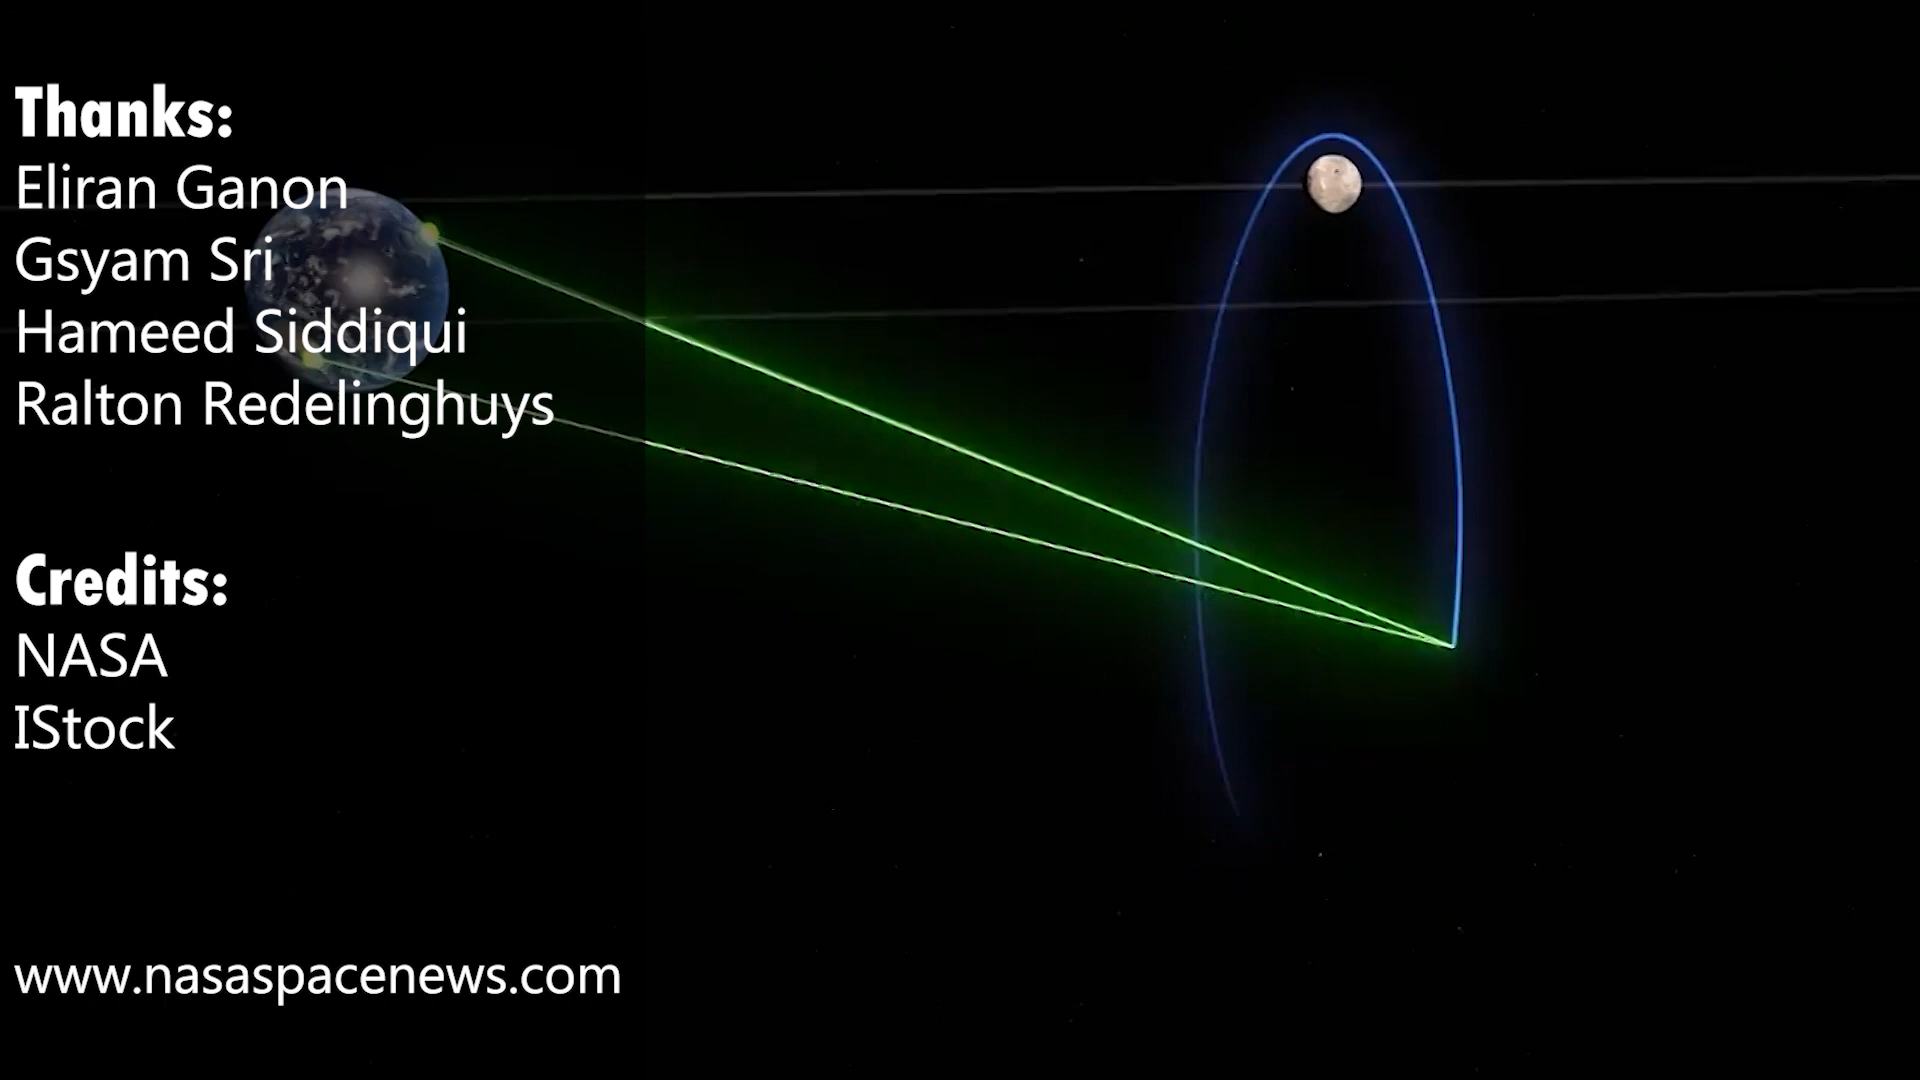 Thanks:
Eliran Ganon
Gsyam Sri
Hameed Siddiqui
Ralton Redelinghuys
Credits:
NASA
IStock
www.nasaspacenews.com